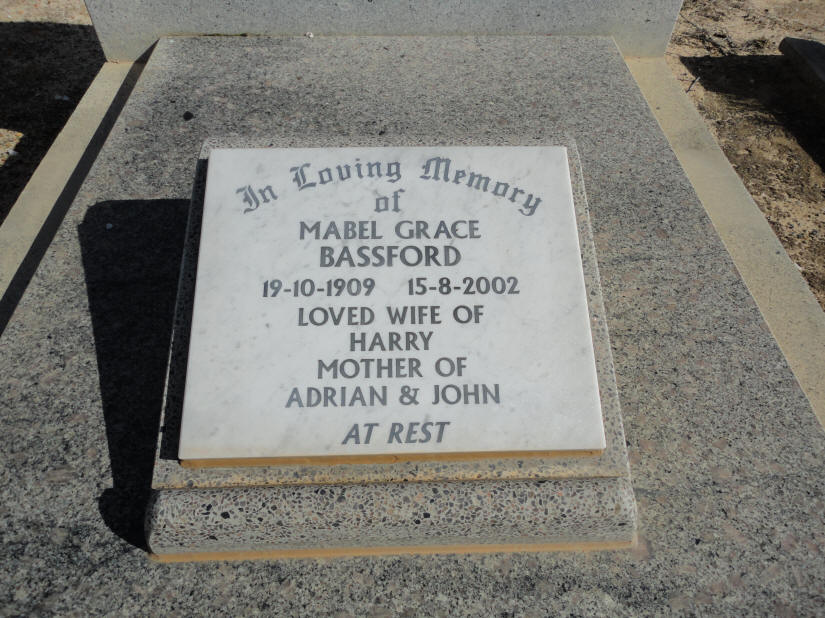 In Loving Memory
of
MABEL GRACE
BASSFORD
19-10-1909 15-8-2002
LOVED WIFE OF
HARRY
MOTHER OF
ADRIAN & JOHN
AT REST